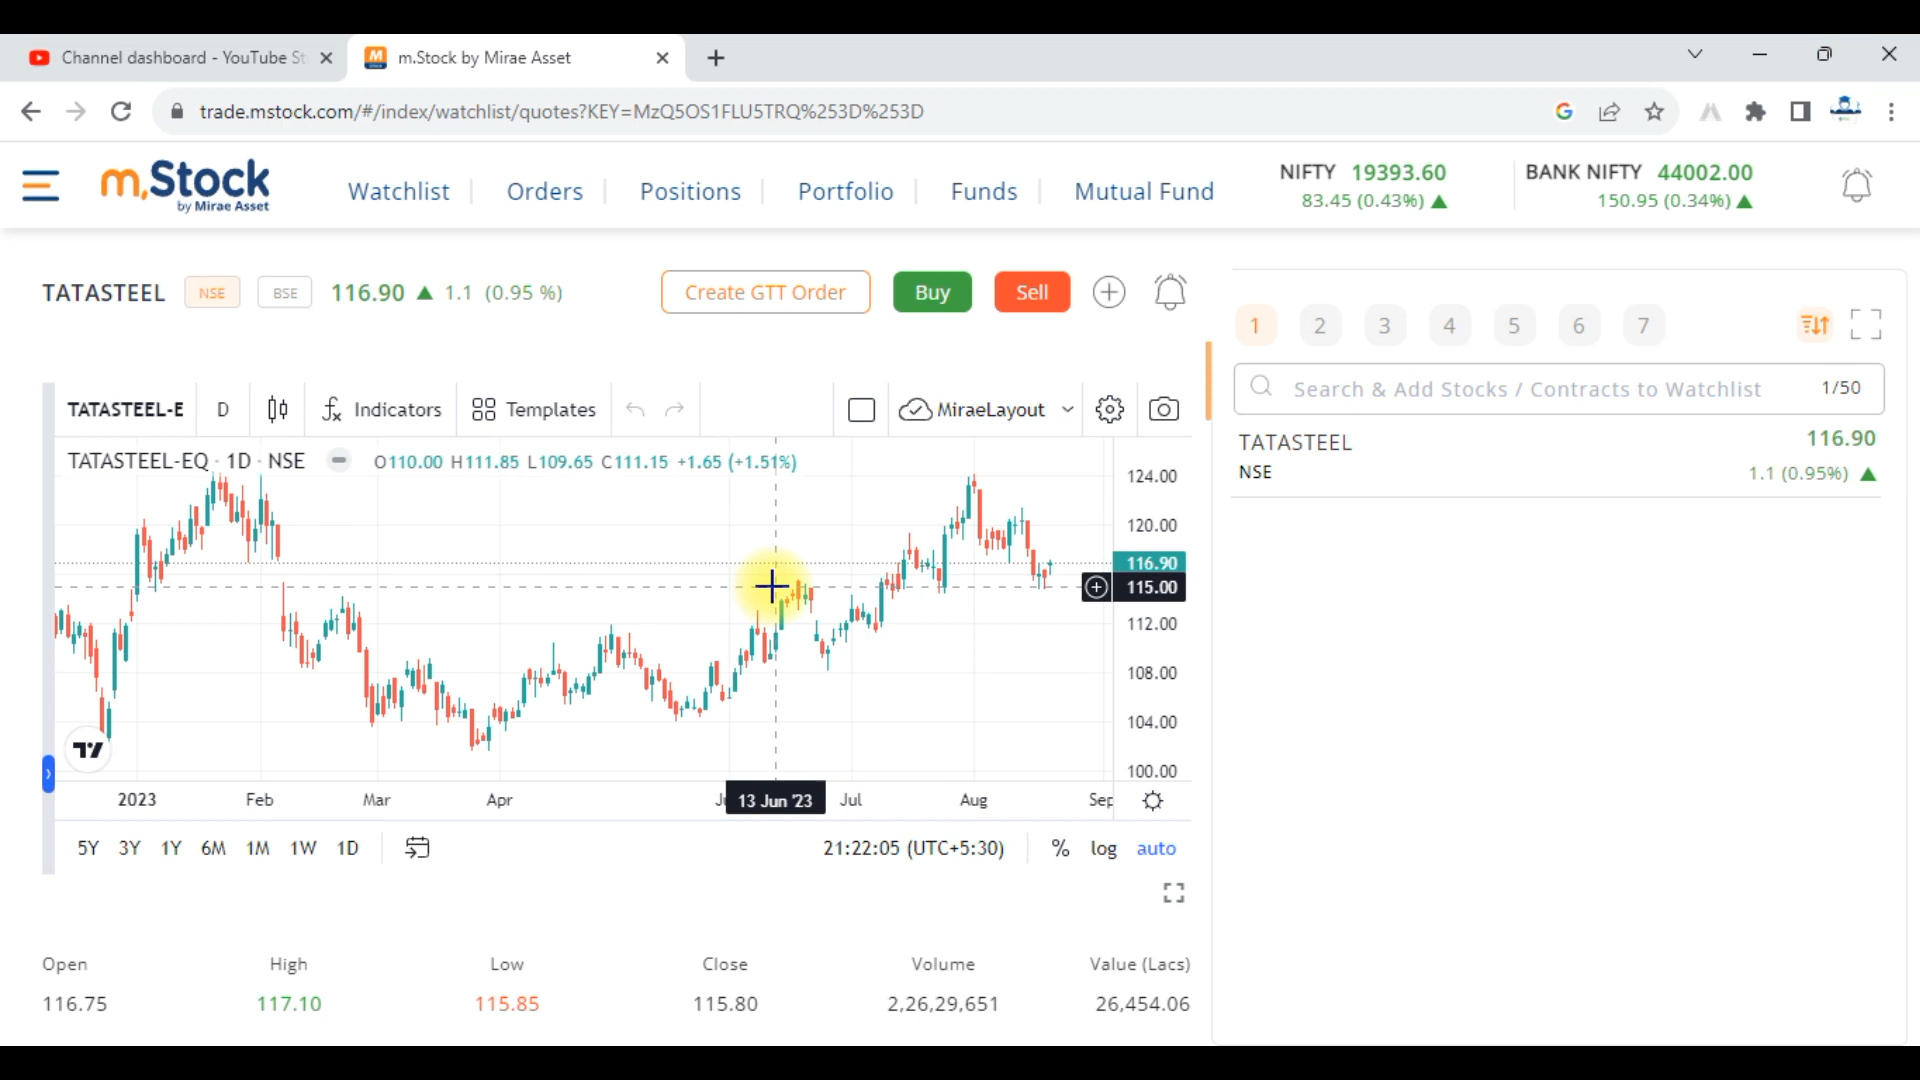 Channel dashboard - YouTube St
m.Stock by Mirae Asset
trade.mstock.com/#/index/watchlist/quotes?KEY=MzQ5OS1FLU5TRQ%253D%253D
m.Stock
by Mirae Asset
Watchlist
Orders
Positions
Portfolio
Funds
Mutual Fund
NIFTY 19393.60
83.45 (0.43%)
BANK NIFTY 44002.00
150.95 (0.34%)
TATASTEEL NSE BSE 116.90 1.1 (0.95 %)
Create GTT Order
Buy
Sell
1 2 3 4 5 6 7
Search & Add Stocks / Contracts to Watchlist 1/50
TATASTEEL 116.90
NSE 1.1 (0.95%)
TATASTEEL-E D Indicators Templates MiraeLayout
TATASTEEL-EQ · 1D · NSE O110.00 H111.85 L109.65 C111.15 +1.65 (+1.51%)
124.00
120.00
116.90
115.00
112.00
108.00
104.00
100.00
2023 Feb Mar Apr 13 Jun '23 Jul Aug Sep
5Y 3Y 1Y 6M 1M 1W 1D 21:22:05 (UTC+5:30) % log auto
Open High Low Close Volume Value (Lacs)
116.75 117.10 115.85 115.80 2,26,29,651 26,454.06